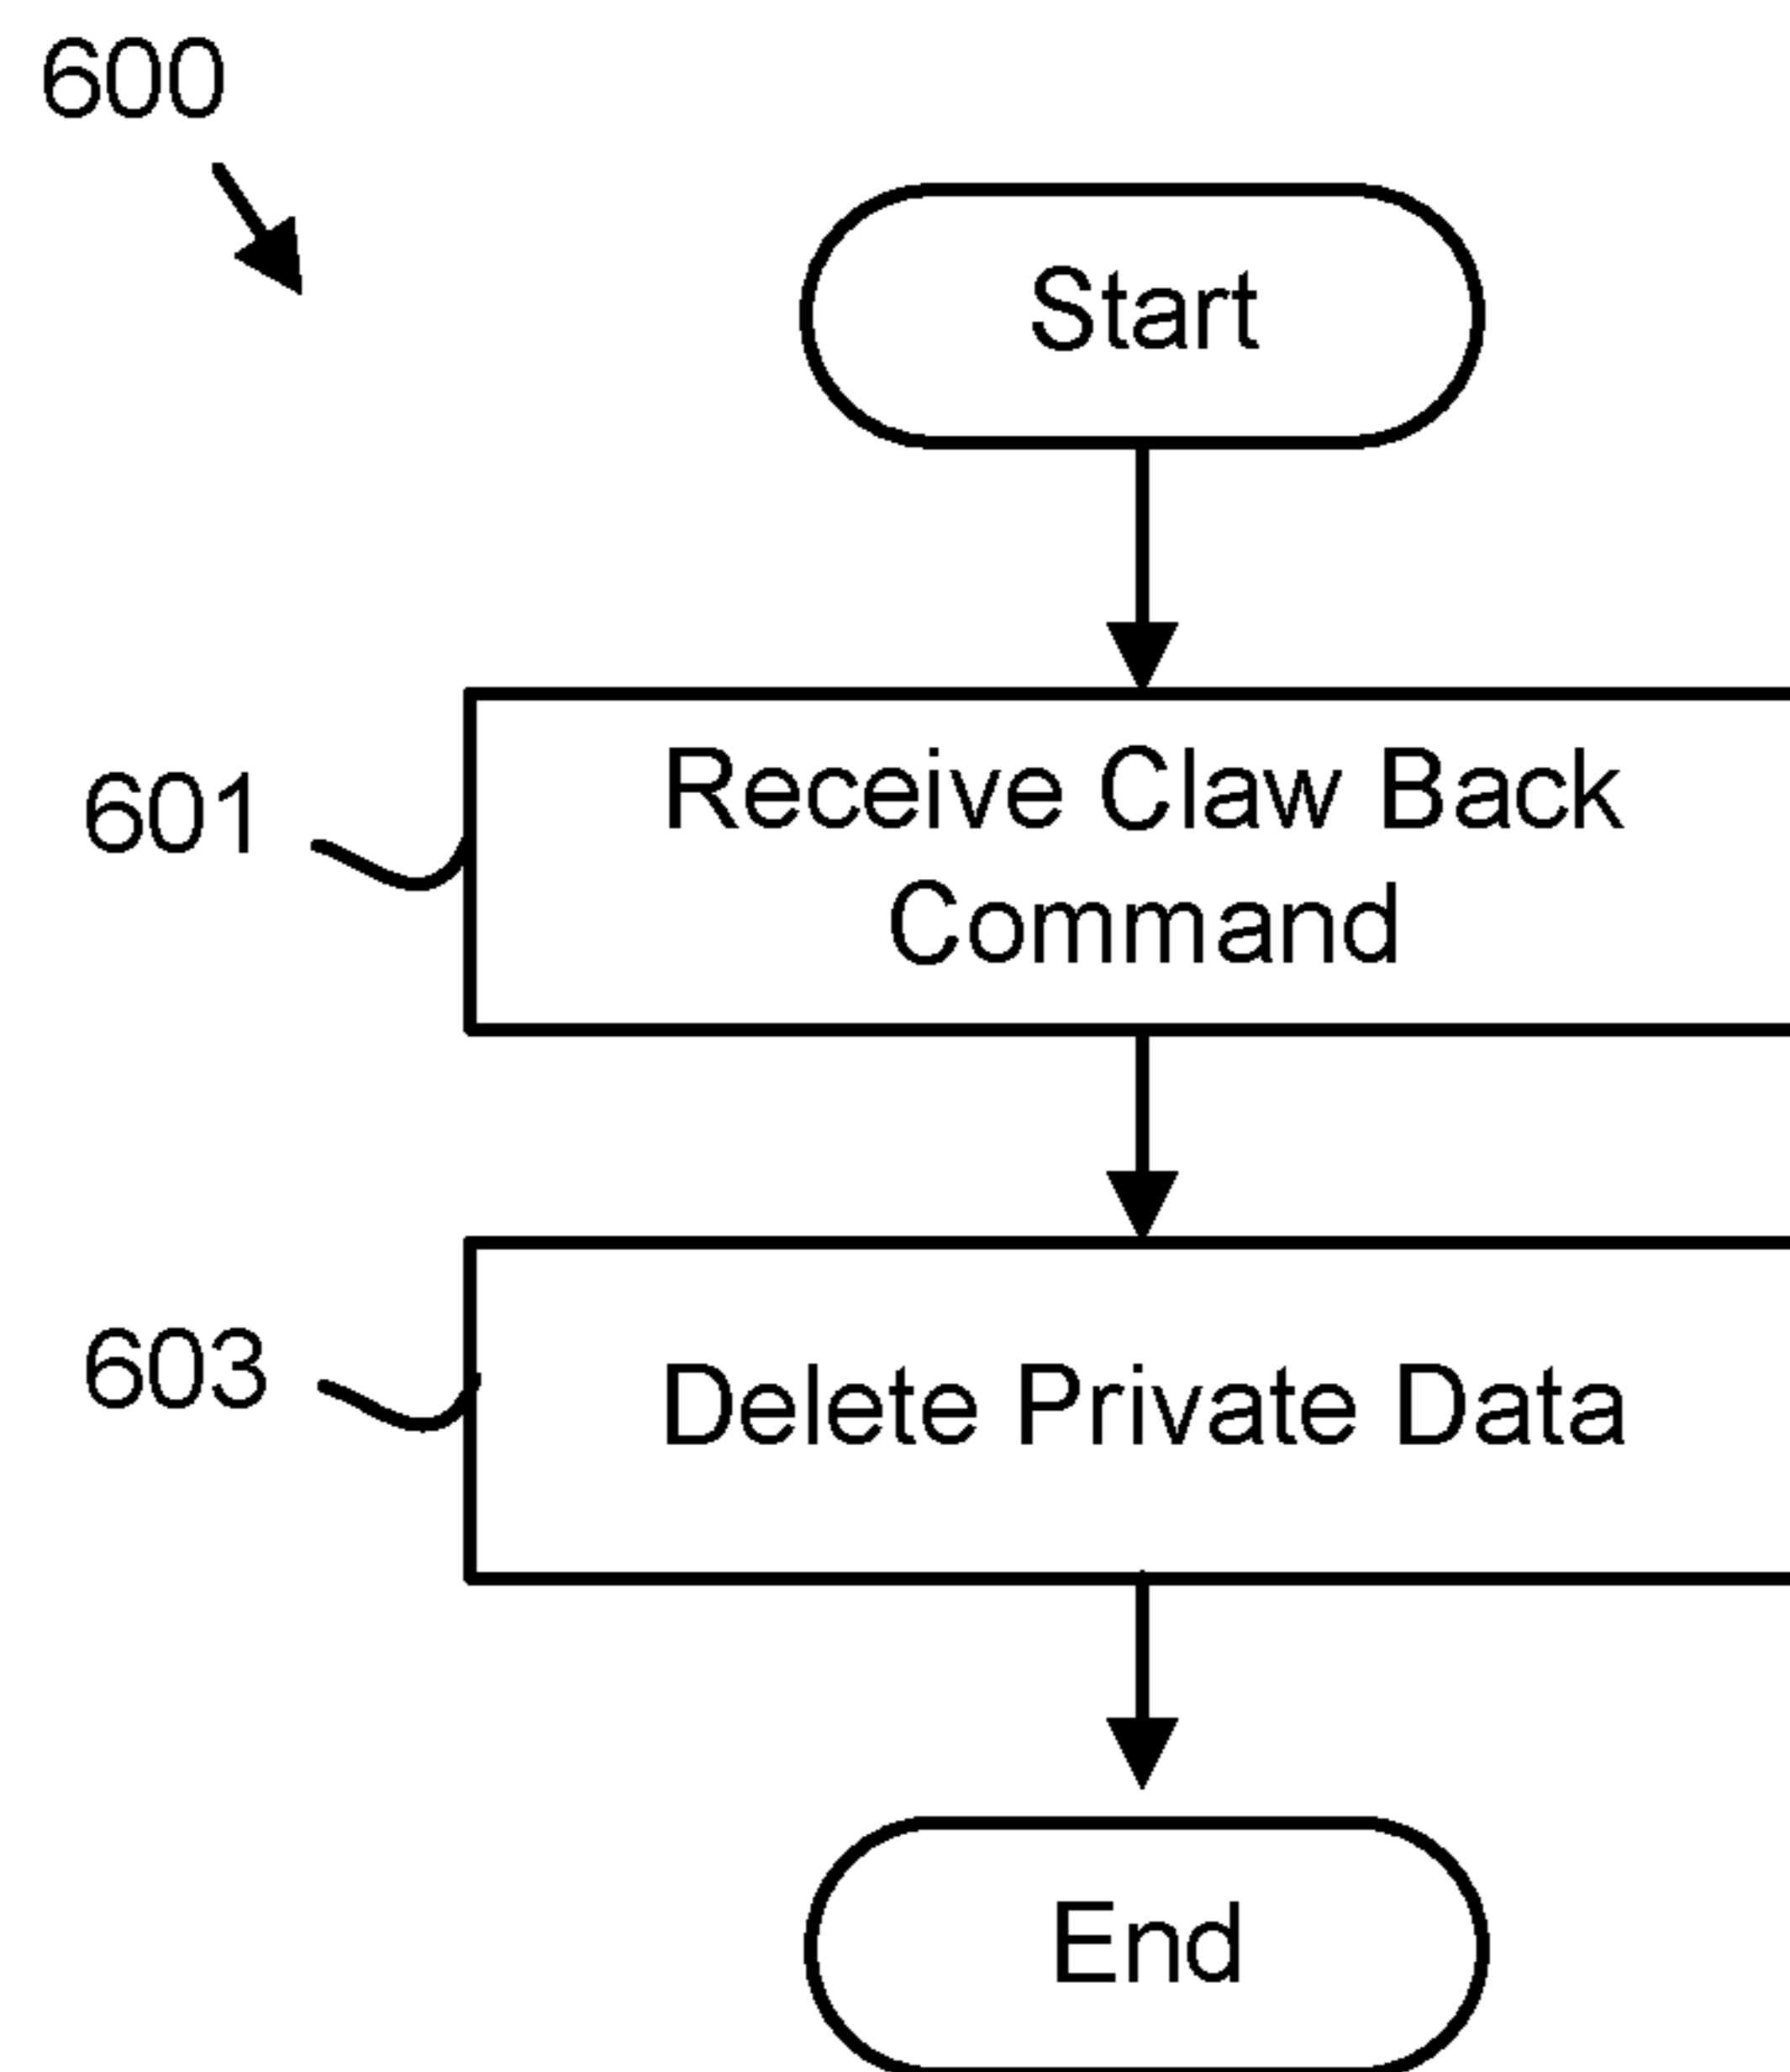 600
Start
601
Receive Claw Back
Command
603
Delete Private Data
End